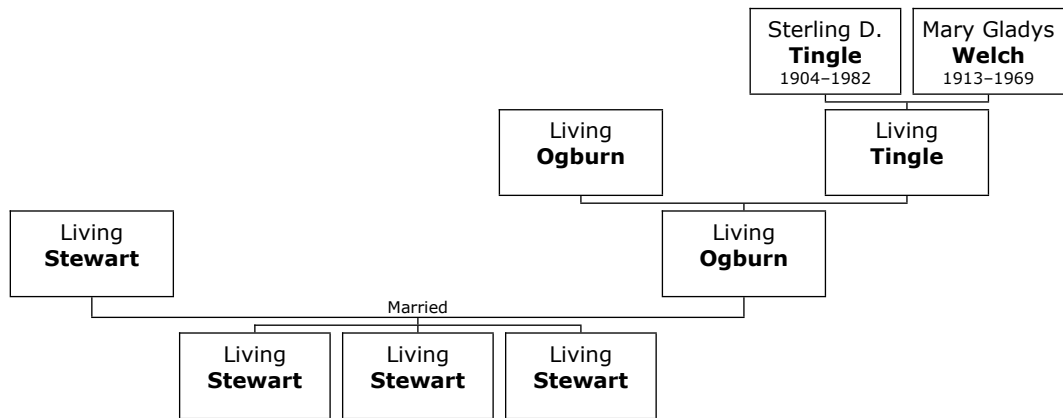 Sterling D.
Tingle
1904–1982
Mary Gladys
Welch
1913–1969
Living
Ogburn
Living
Tingle
Living
Stewart
Living
Ogburn
Married
Living
Stewart
Living
Stewart
Living
Stewart